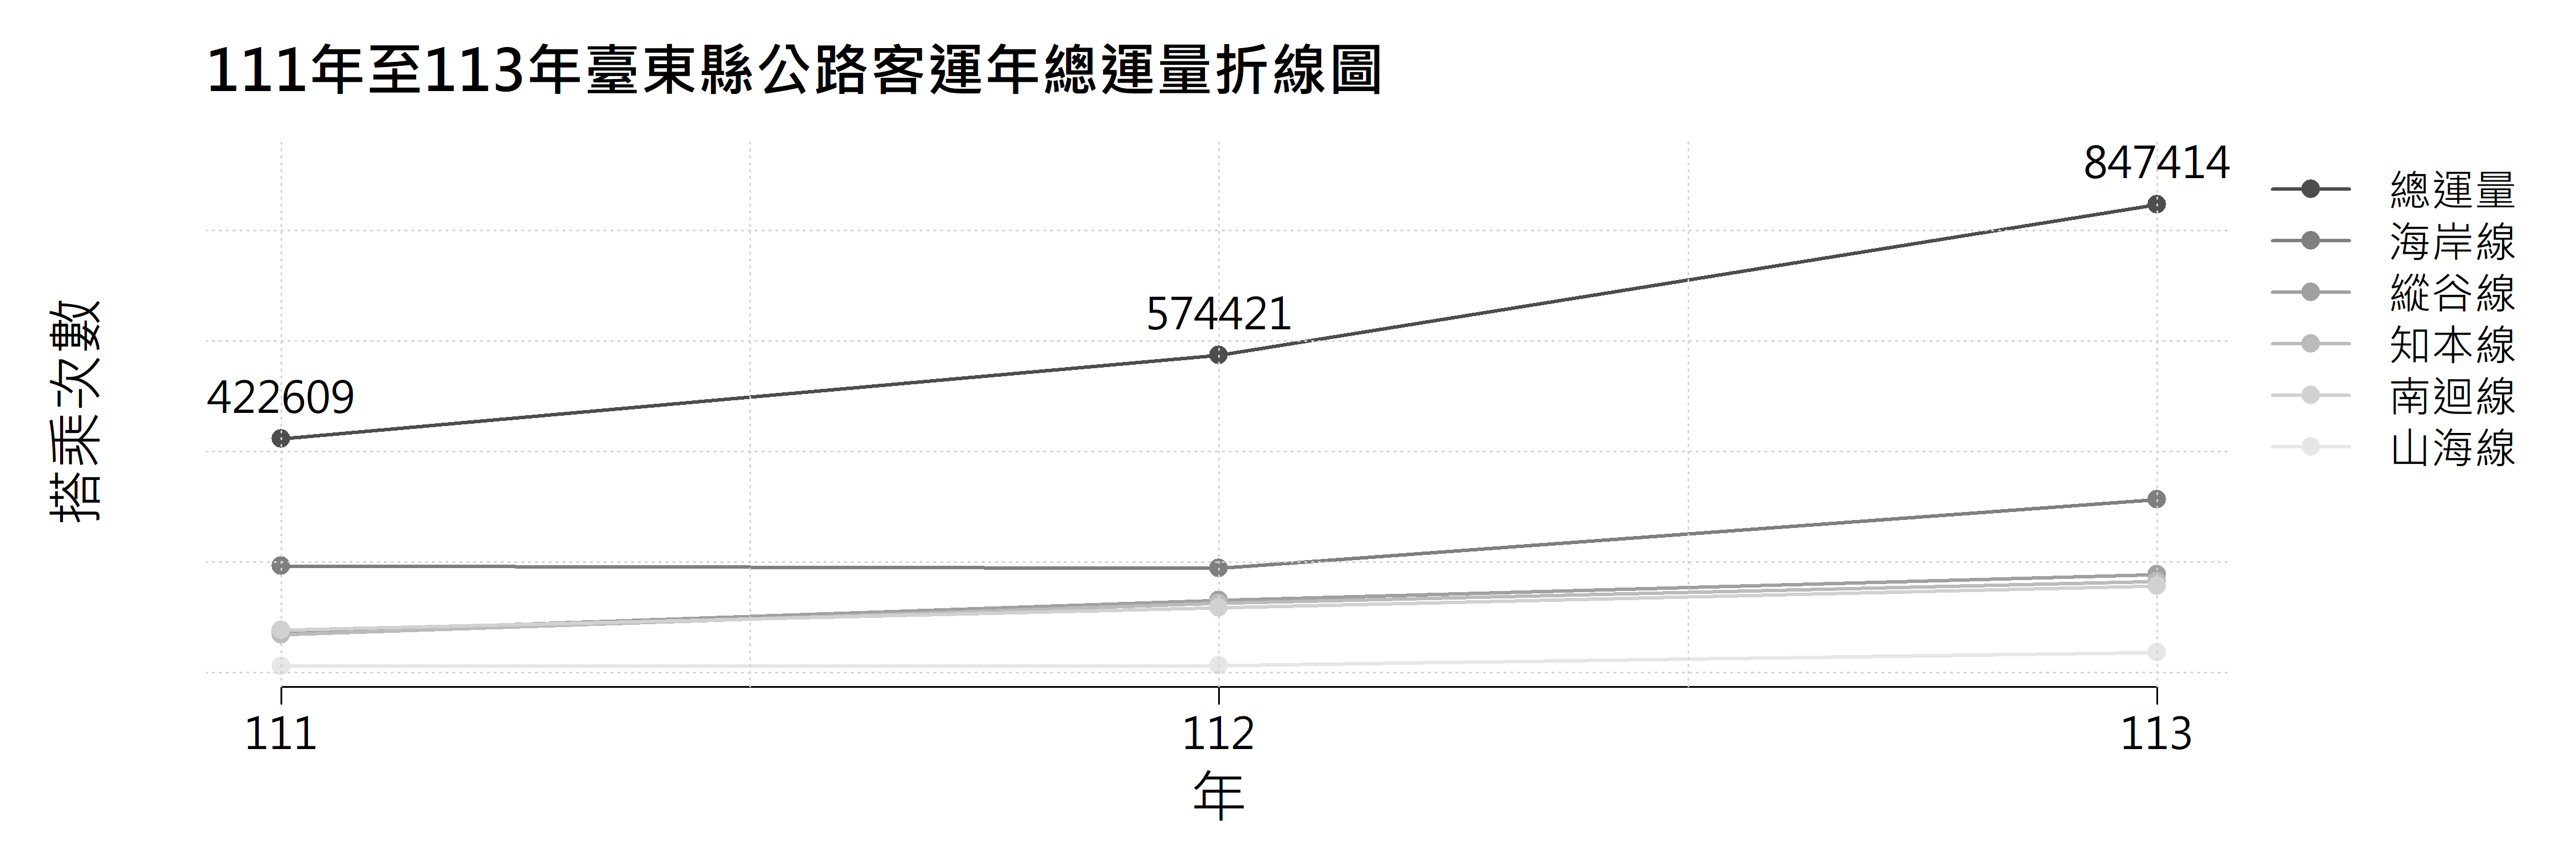 111年至113年臺東縣公路客運年總運量折線圖
搭乘次數
422609
574421
847414
總運量
海岸線
縱谷線
知本線
南迴線
山海線
111
112
113
年